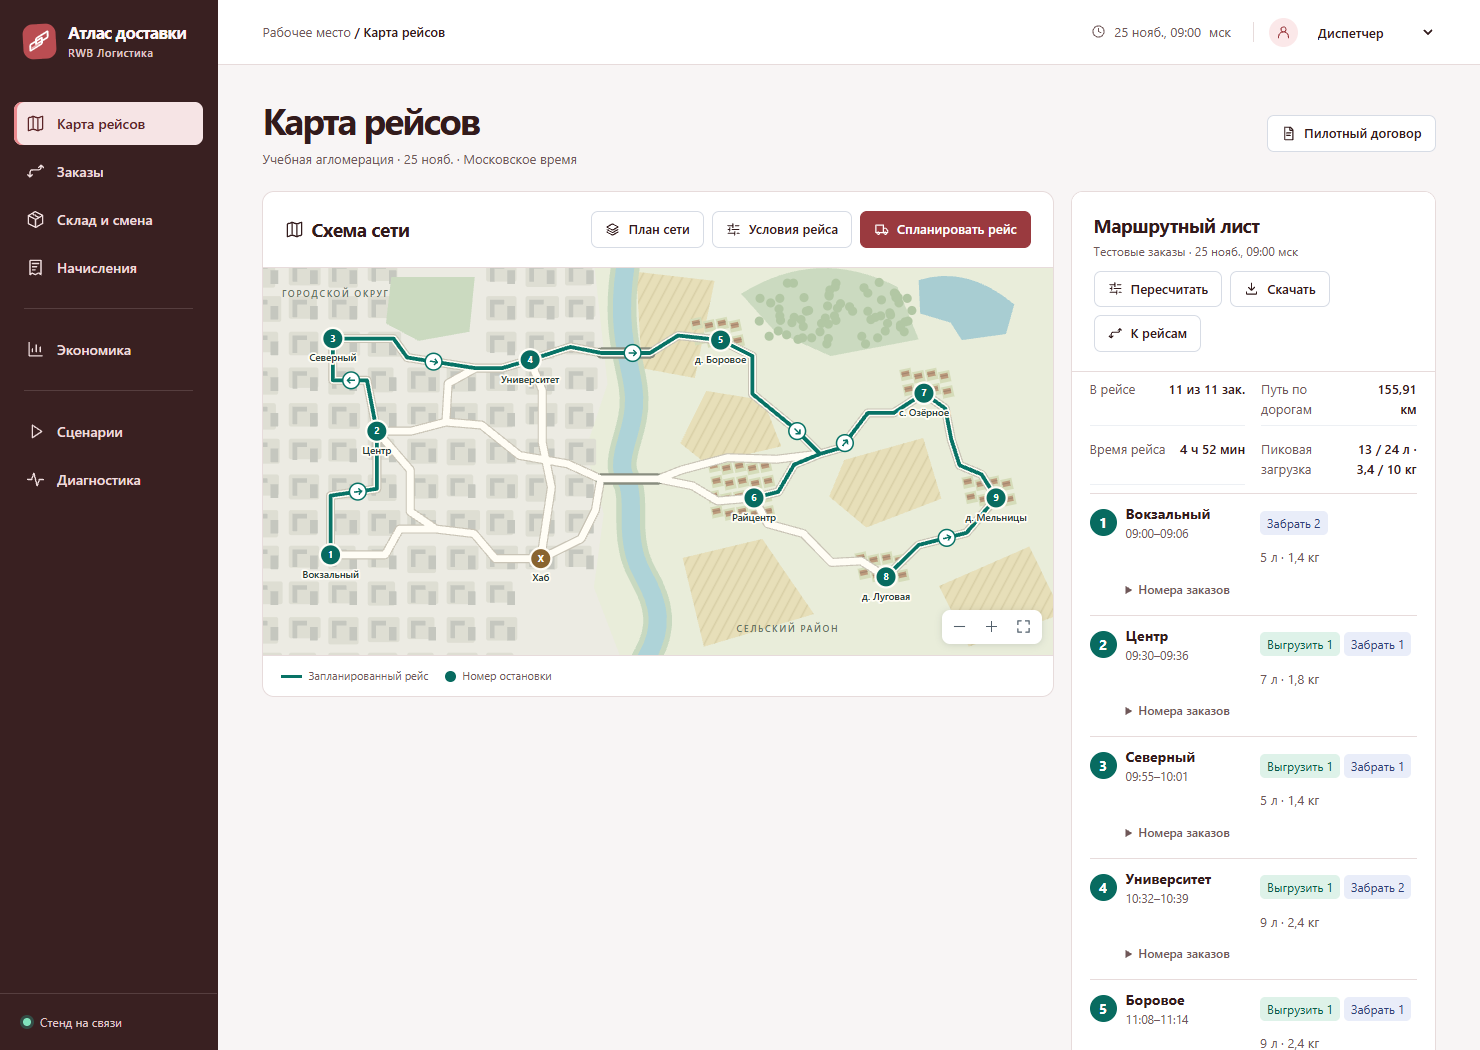 Атлас доставки
RWB Логистика
Карта рейсов
Заказы
Склад и смена
Начисления
Экономика
Сценарии
Диагностика
Стенд на связи
Рабочее место / Карта рейсов
25 нояб., 09:00 мск
Диспетчер
Карта рейсов
Учебная агломерация · 25 нояб. · Московское время
Пилотный договор
Схема сети
План сети
Условия рейса
Спланировать рейс
ГОРОДСКОЙ ОКРУГ
3
Северный
4
Университет
5
д. Боровое
7
с. Озёрное
2
Центр
6
Райцентр
9
д. Мельницы
1
Вокзальный
X
Хаб
8
д. Луговая
СЕЛЬСКИЙ РАЙОН
Запланированный рейс
Номер остановки
Маршрутный лист
Тестовые заказы · 25 нояб., 09:00 мск
Пересчитать
Скачать
К рейсам
В рейсе 11 из 11 зак.
Путь по дорогам 155,91 км
Время рейса 4 ч 52 мин
Пиковая загрузка 13 / 24 л · 3,4 / 10 кг
1 Вокзальный
09:00–09:06
Забрать 2
5 л · 1,4 кг
Номера заказов
2 Центр
09:30–09:36
Выгрузить 1 Забрать 1
7 л · 1,8 кг
Номера заказов
3 Северный
09:55–10:01
Выгрузить 1 Забрать 1
5 л · 1,4 кг
Номера заказов
4 Университет
10:32–10:39
Выгрузить 1 Забрать 2
9 л · 2,4 кг
Номера заказов
5 Боровое
11:08–11:14
Выгрузить 1 Забрать 1
9 л · 2,4 кг